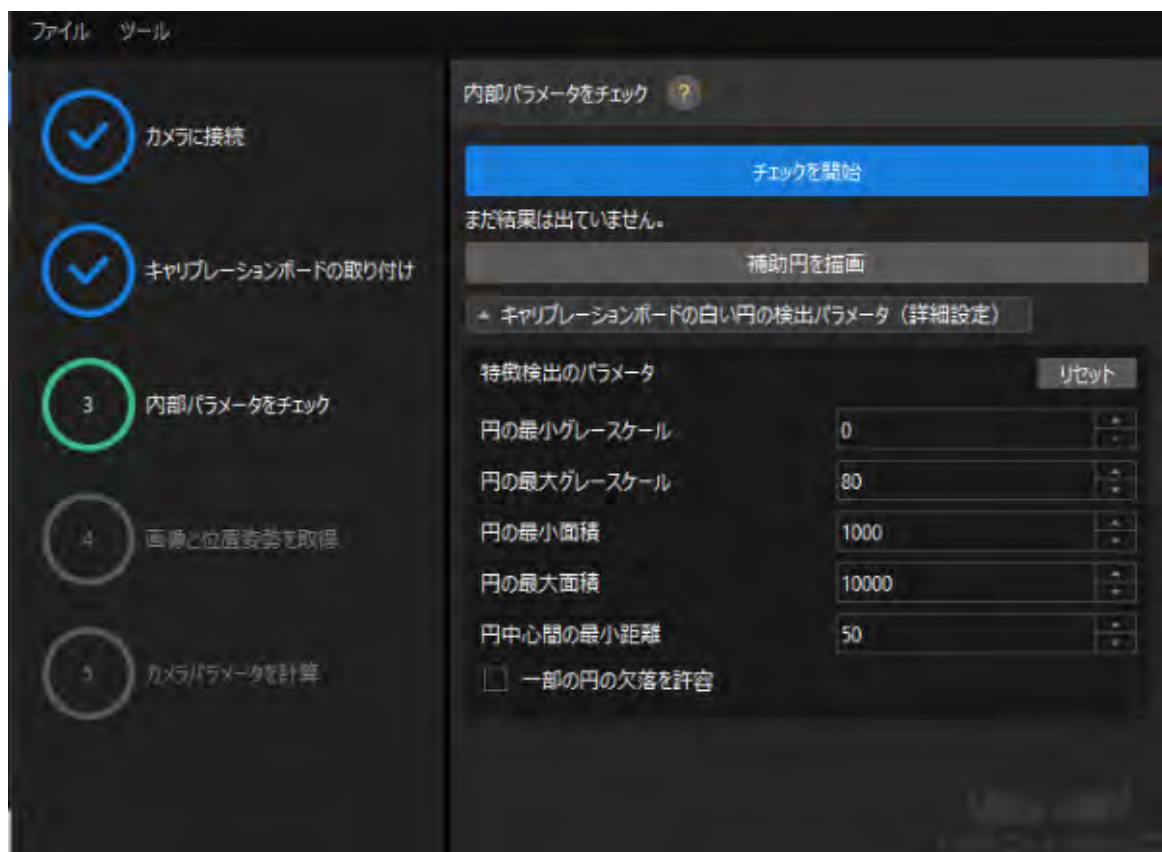 ファイル ツール
カメラに接続
キャリブレーションボードの取り付け
3 内部パラメータをチェック
4 画像と位置姿勢を取得
5 カメラパラメータを計算
内部パラメータをチェック ?
チェックを開始
まだ結果は出ていません。
補助円を描画
キャリブレーションボードの白い円の検出パラメータ（詳細設定）
特徴検出のパラメータ リセット
円の最小グレースケール 0
円の最大グレースケール 80
円の最小面積 1000
円の最大面積 10000
円中心間の最小距離 50
一部の円の欠落を許容